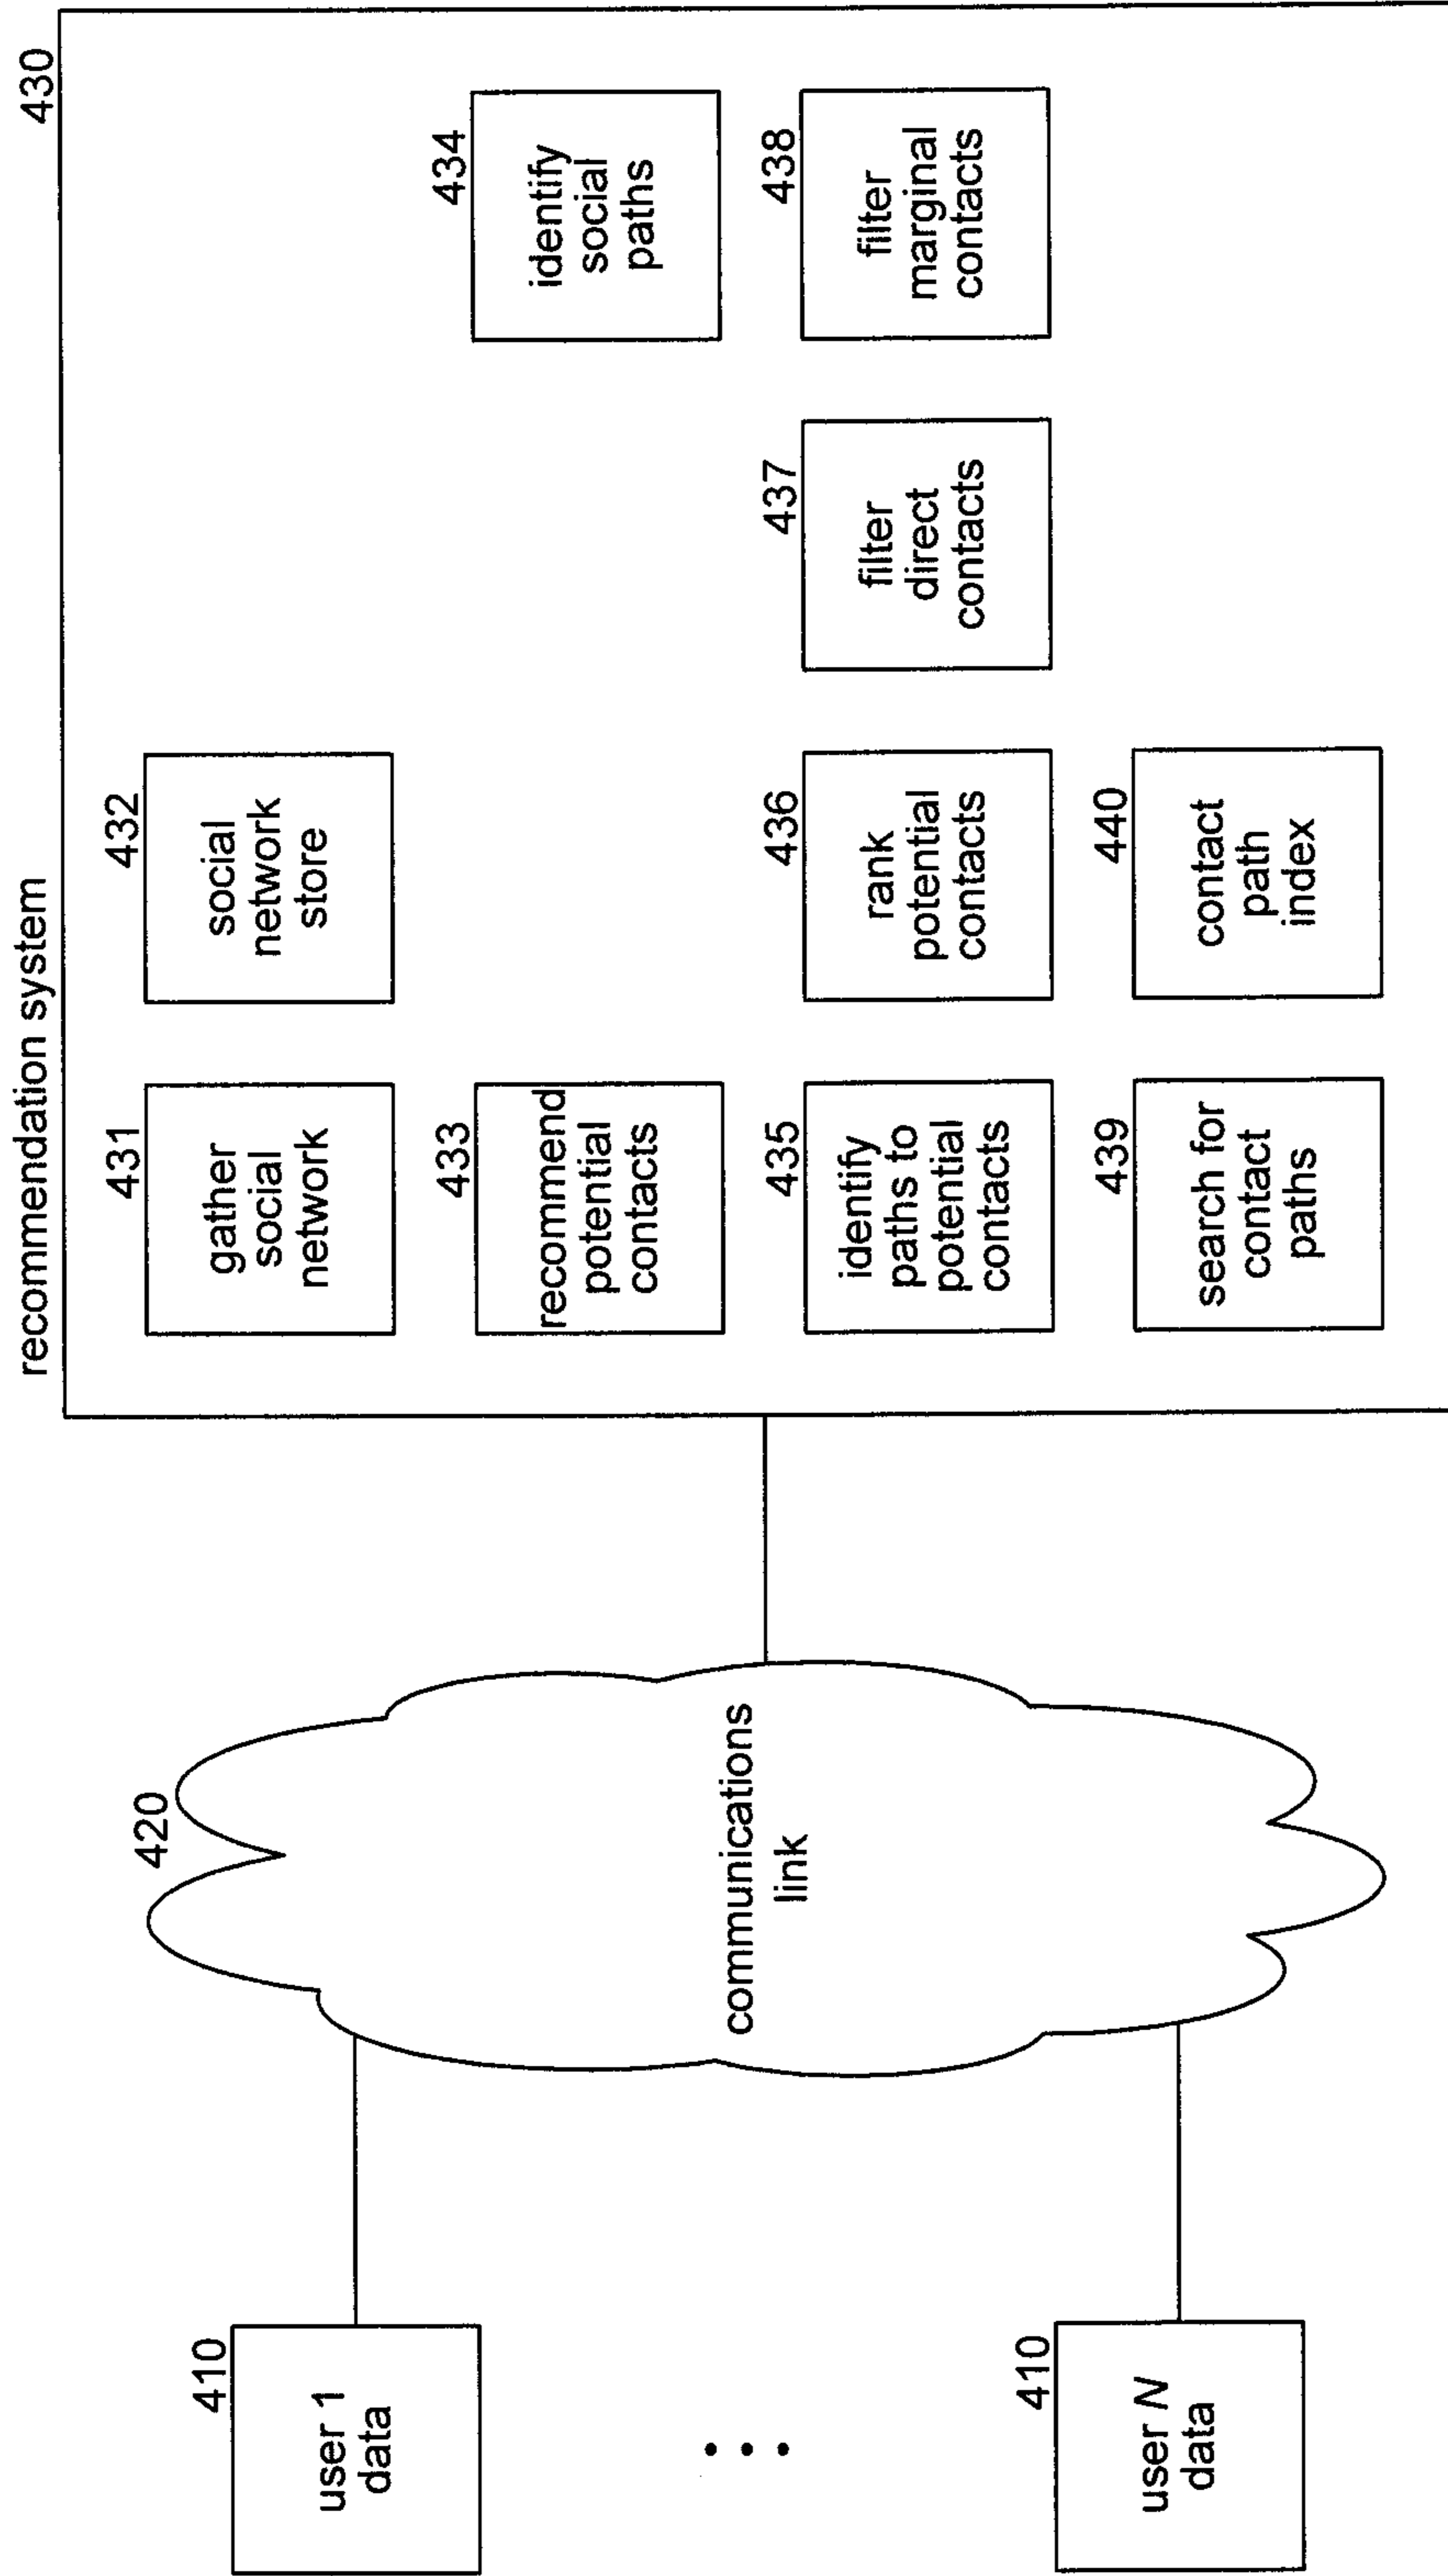 recommendation system
430
431
gather
social
network
432
social
network
store
433
recommend
potential
contacts
434
identify
social
paths
435
identify
paths to
potential
contacts
436
rank
potential
contacts
437
filter
direct
contacts
438
filter
marginal
contacts
439
search for
contact
paths
440
contact
path
index
420
communications
link
410
user 1
data
410
user N
data